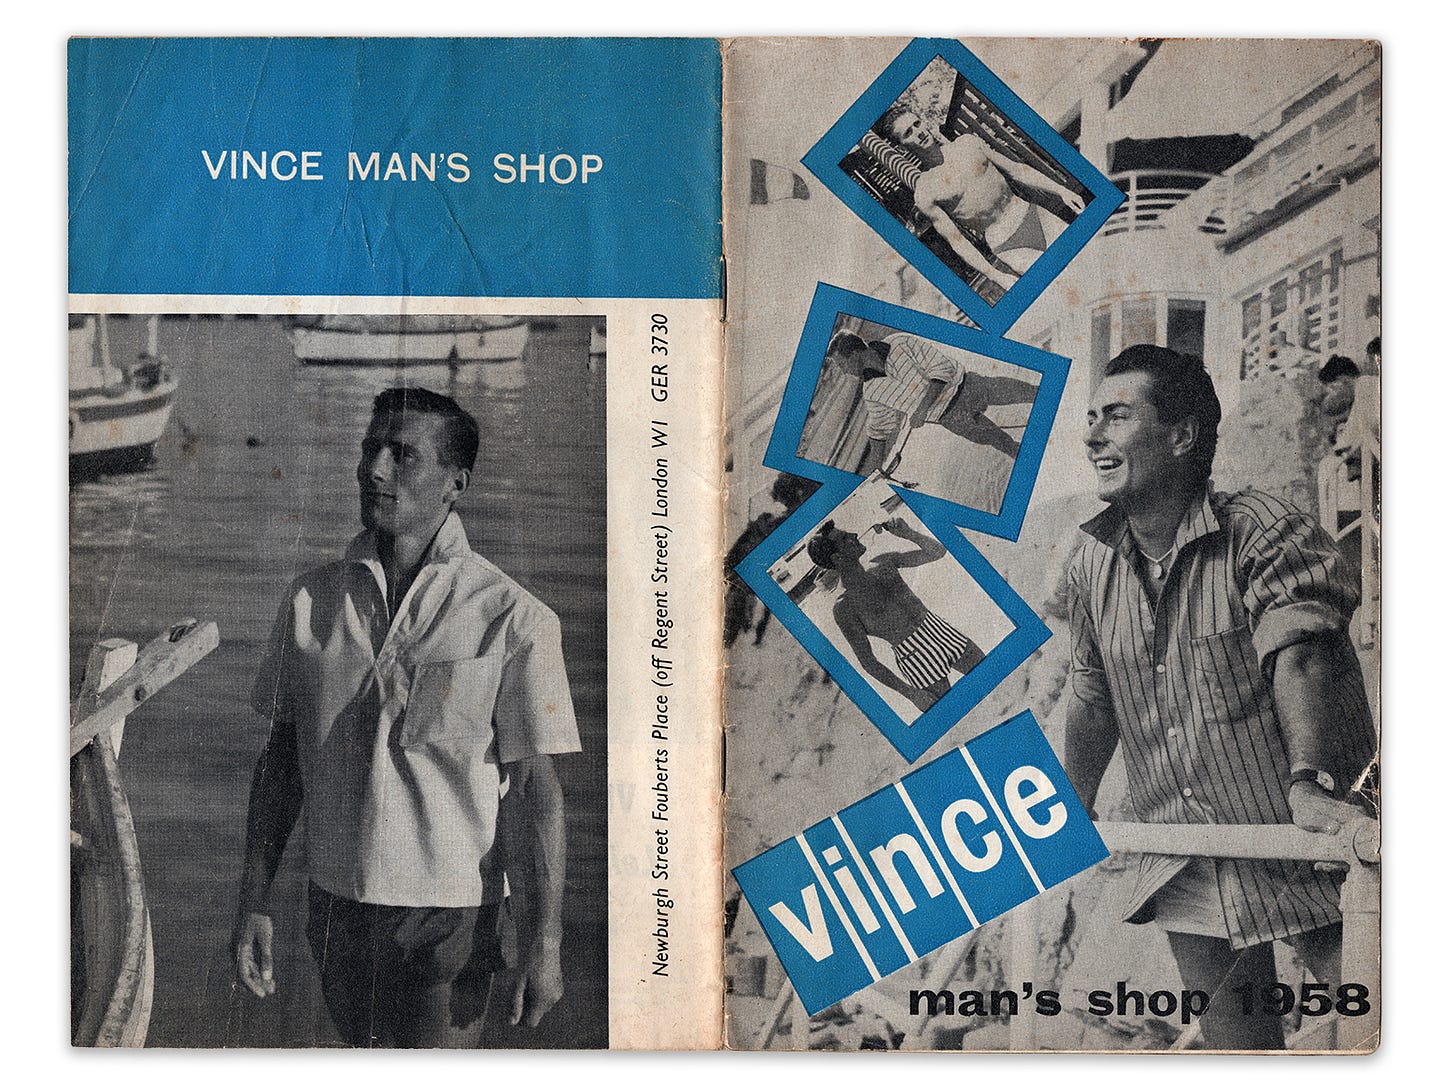 VINCE MAN'S SHOP
Newburgh Street Fouberts Place (off Regent Street) London W1 GER 3730
vince
man's shop 1958